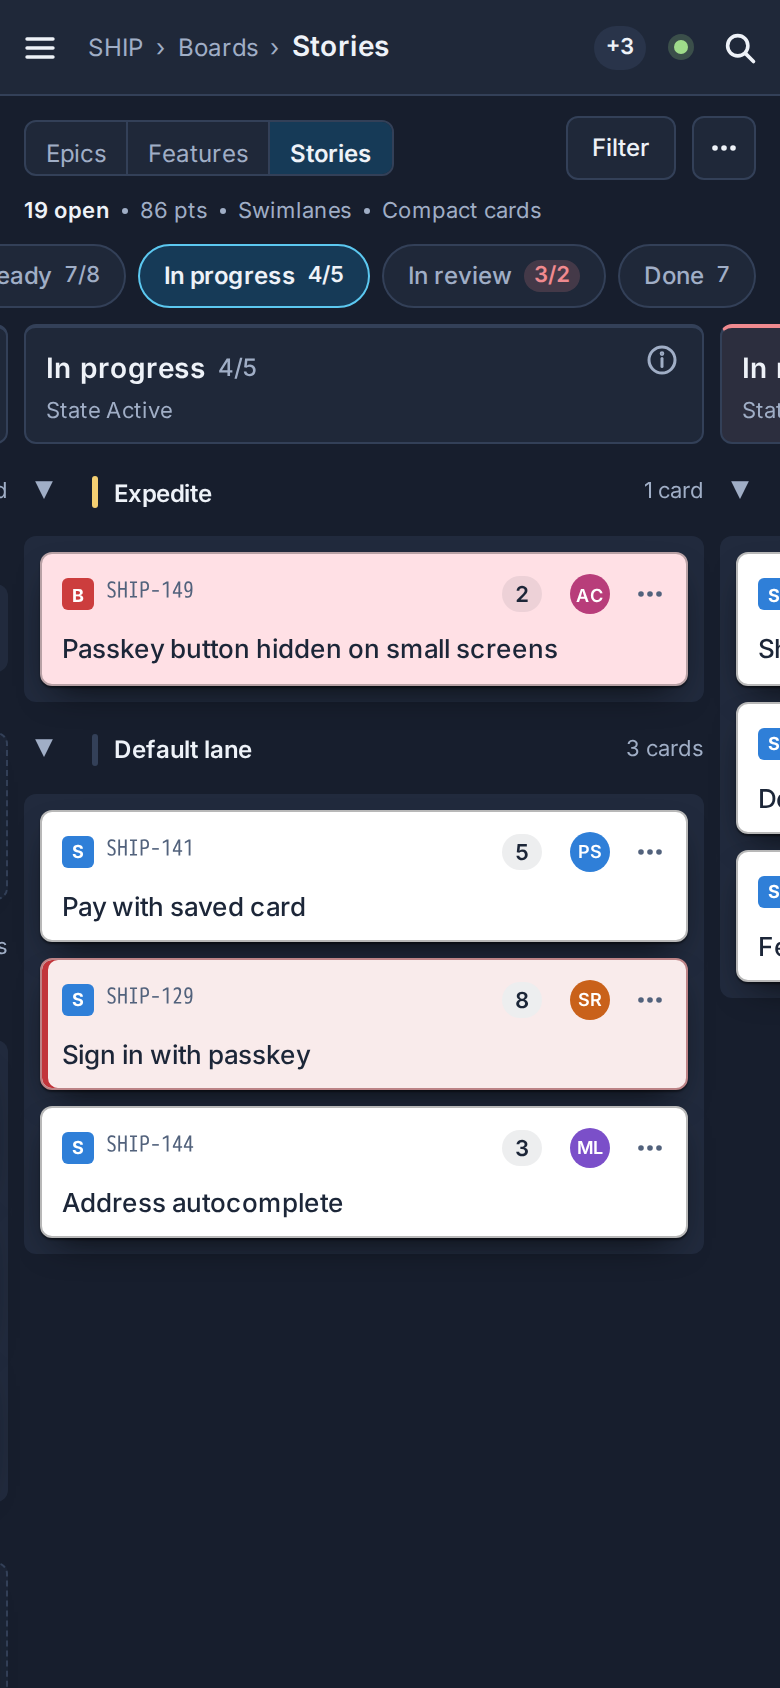 SHIP › Boards › Stories +3
Epics Features Stories Filter
19 open • 86 pts • Swimlanes • Compact cards
eady 7/8 In progress 4/5 In review 3/2 Done 7
In progress 4/5
State Active
Expedite 1 card
B SHIP-149 2 AC
Passkey button hidden on small screens
Default lane 3 cards
S SHIP-141 5 PS
Pay with saved card
S SHIP-129 8 SR
Sign in with passkey
S SHIP-144 3 ML
Address autocomplete